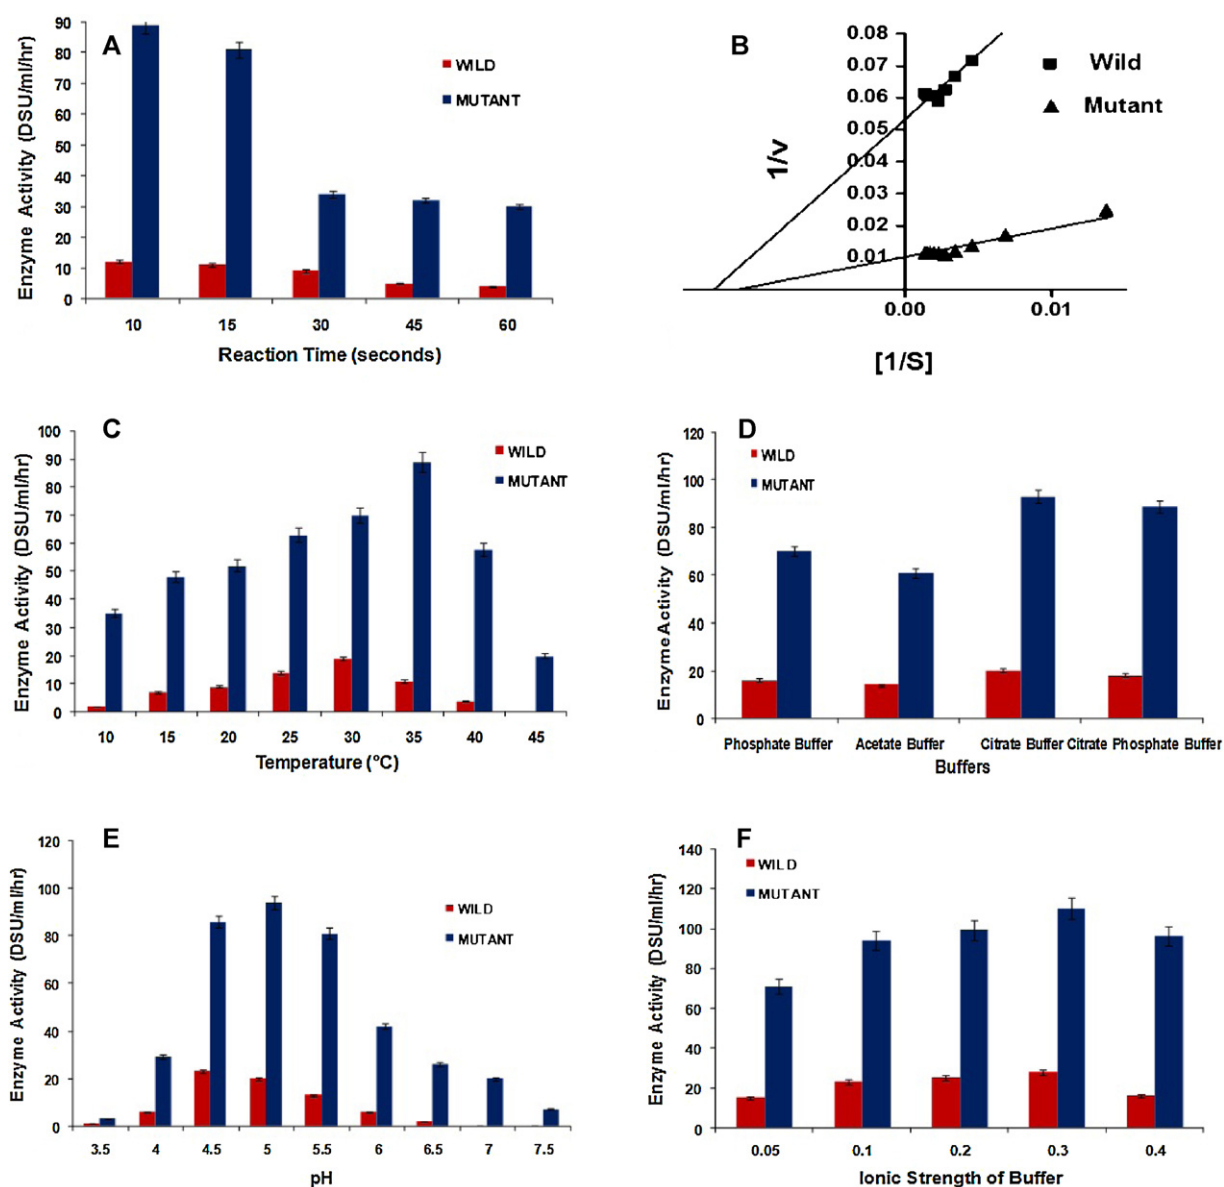 A
Enzyme Activity (DSU/ml/hr)
90
80
70
60
50
40
30
20
10
0
WILD
MUTANT
10 15 30 45 60
Reaction Time (seconds)
B
1/v
0.08
0.07
0.06
0.05
0.04
0.03
0.02
0.01
Wild
Mutant
0.00 0.01
[1/S]
C
Enzyme Activity (DSU/ml/hr)
100
90
80
70
60
50
40
30
20
10
0
WILD
MUTANT
10 15 20 25 30 35 40 45
Temperature (°C)
D
Enzyme Activity (DSU/ml/hr)
120
100
80
60
40
20
0
WILD
MUTANT
Phosphate Buffer Acetate Buffer Citrate Buffer Citrate Phosphate Buffer
Buffers
E
Enzyme Activity (DSU/ml/hr)
120
100
80
60
40
20
0
WILD
MUTANT
3.5 4 4.5 5 5.5 6 6.5 7 7.5
pH
F
Enzyme Activity (DSU/ml/hr)
140
120
100
80
60
40
20
0
WILD
MUTANT
0.05 0.1 0.2 0.3 0.4
Ionic Strength of Buffer